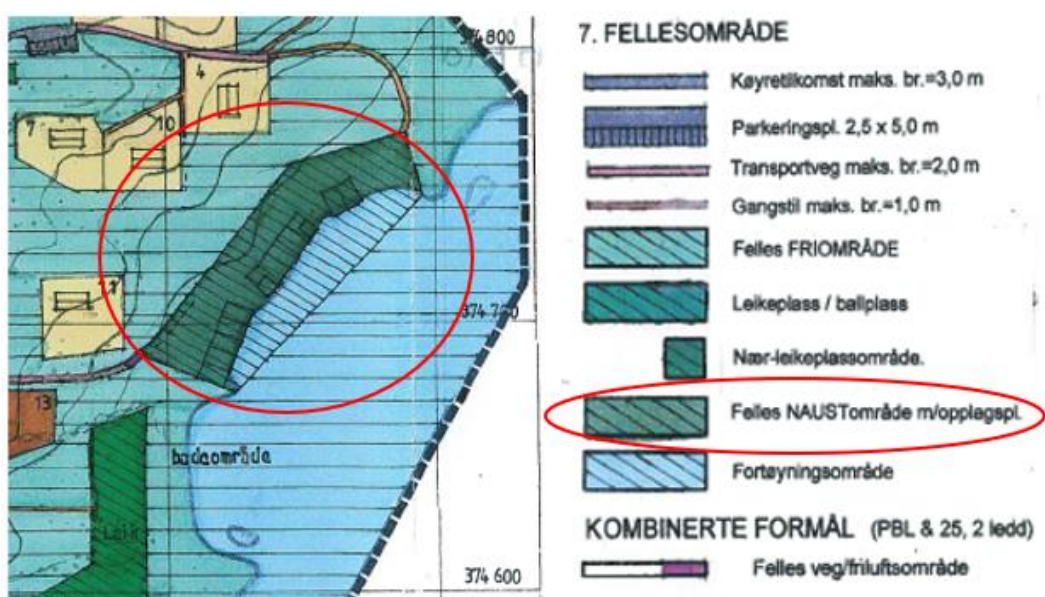 374 800
4
7
10
11
374 7
13
badeområde
Leik
374 600
7. FELLESOMRÅDE
Køyretilkomst maks. br.=3,0 m
Parkeringspl. 2,5 x 5,0 m
Transportveg maks. br.=2,0 m
Gangstil maks. br.=1,0 m
Felles FRIOMRÅDE
Leikeplass / ballplass
Nær-leikeplassområde.
Felles NAUSTområde m/opplagspl.
Fortøyningsområde
KOMBINERTE FORMÅL (PBL & 25, 2 ledd)
Felles veg/friluftsområde